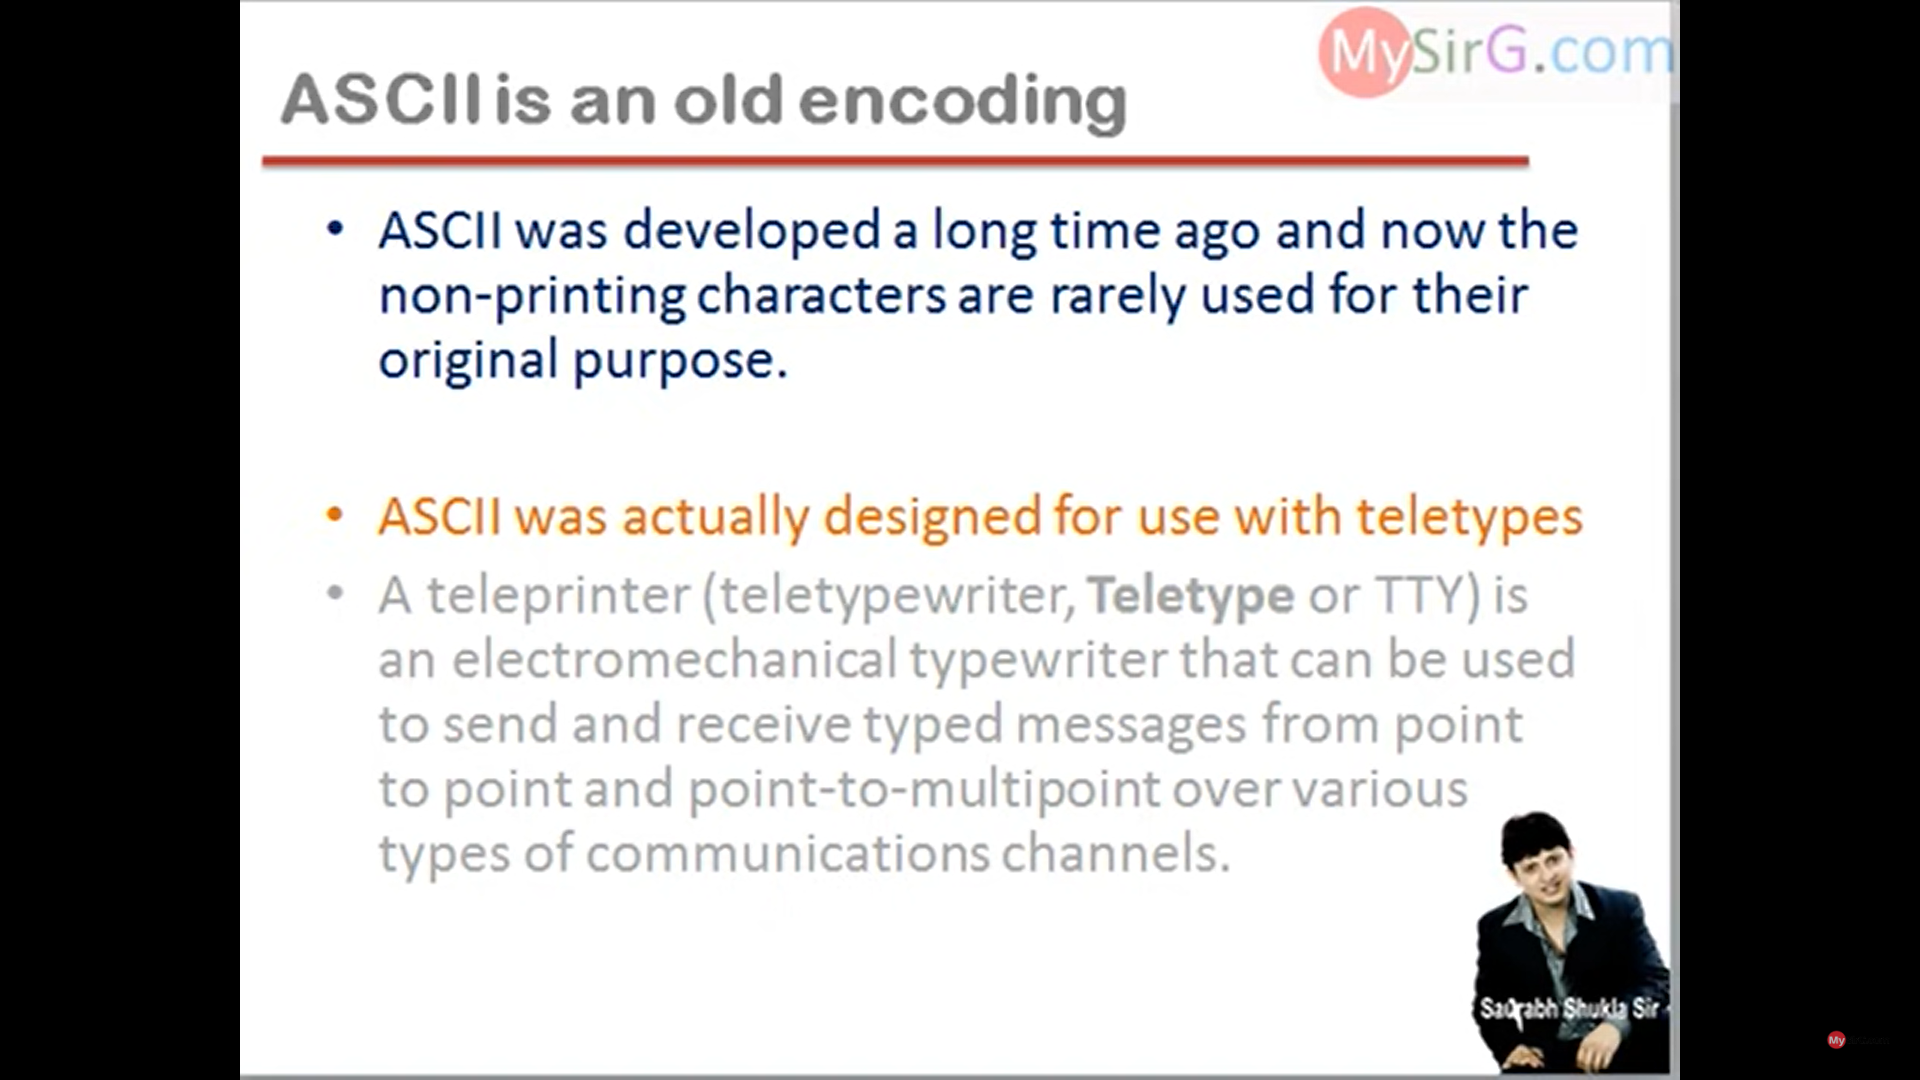 MySirG.com
ASCII is an old encoding
• ASCII was developed a long time ago and now the
non-printing characters are rarely used for their
original purpose.
• ASCII was actually designed for use with teletypes
• A teleprinter (teletypewriter, Teletype or TTY) is
an electromechanical typewriter that can be used
to send and receive typed messages from point
to point and point-to-multipoint over various
types of communications channels.
Saurabh Shukla Sir
My